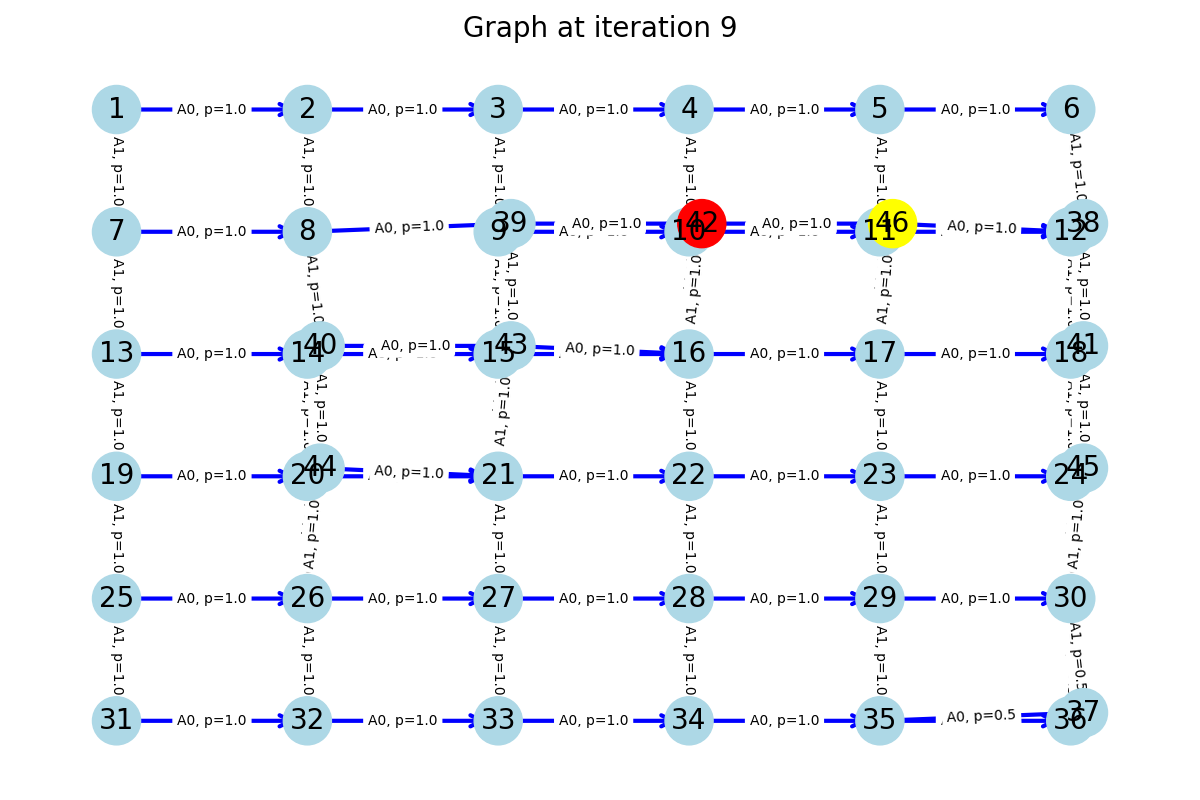 Graph at iteration 9
1 A0, p=1.0 2 A0, p=1.0 3 A0, p=1.0 4 A0, p=1.0 5 A0, p=1.0 6
A1, p=1.0 A1, p=1.0 A1, p=1.0 A1, p=1.0 A1, p=1.0 A1, p=1.0
7 A0, p=1.0 8 A0, p=1.0 9 39 A0, p=1.0 10 42 A0, p=1.0 11 46 A0, p=1.0 12 38
A1, p=1.0 A1, p=1.0 A1, p=1.0 A1, p=1.0 A1, p=1.0 A1, p=1.0
13 A0, p=1.0 14 40 A0, p=1.0 15 43 A0, p=1.0 16 A0, p=1.0 17 A0, p=1.0 18 41
A1, p=1.0 A1, p=1.0 A1, p=1.0 A1, p=1.0 A1, p=1.0 A1, p=1.0
19 A0, p=1.0 20 44 A0, p=1.0 21 A0, p=1.0 22 A0, p=1.0 23 A0, p=1.0 24 45
A1, p=1.0 A1, p=1.0 A1, p=1.0 A1, p=1.0 A1, p=1.0 A1, p=1.0
25 A0, p=1.0 26 A0, p=1.0 27 A0, p=1.0 28 A0, p=1.0 29 A0, p=1.0 30
A1, p=1.0 A1, p=1.0 A1, p=1.0 A1, p=1.0 A1, p=1.0 A1, p=0.5
31 A0, p=1.0 32 A0, p=1.0 33 A0, p=1.0 34 A0, p=1.0 35 A0, p=0.5 36 37